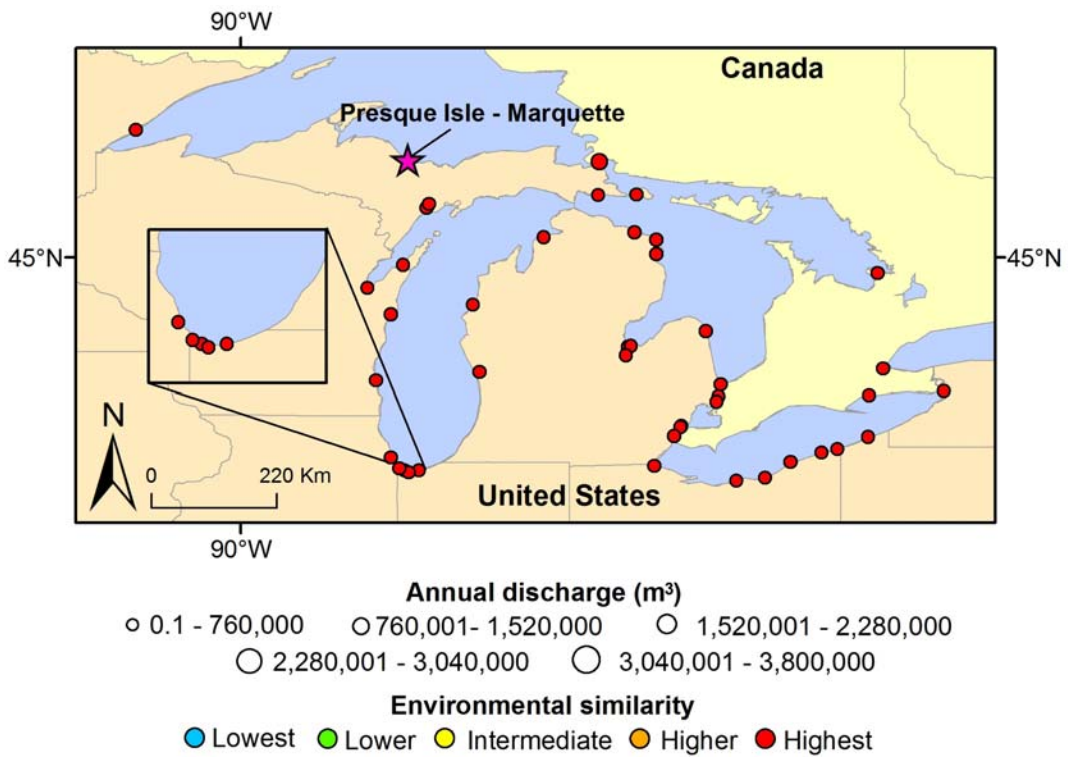 90°W
Canada
Presque Isle - Marquette
45°N
45°N
N
0 220 Km
United States
90°W
Annual discharge (m³)
0.1 - 760,000 760,001- 1,520,000 1,520,001 - 2,280,000
2,280,001 - 3,040,000 3,040,001 - 3,800,000
Environmental similarity
Lowest Lower Intermediate Higher Highest